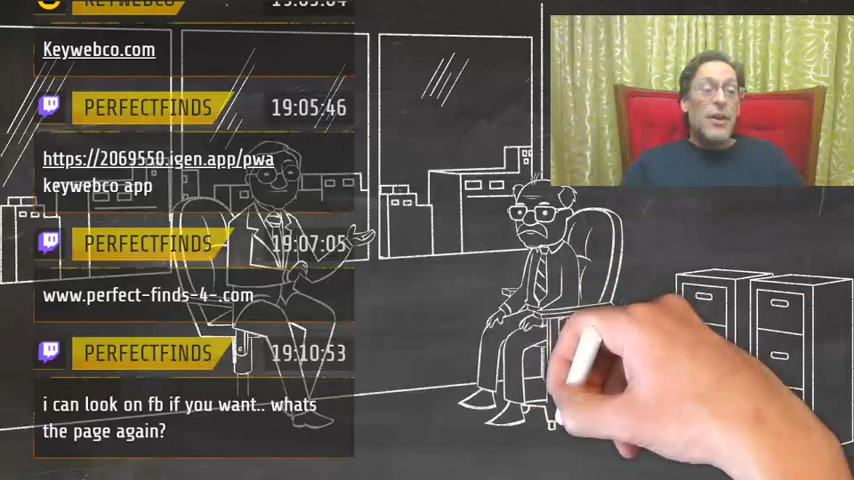 Keywebco.com
PERFECTFINDS 19:05:46
https://2069550.igen.app/pwa
keywebco app
PERFECTFINDS 19:07:05
www.perfect-finds-4-.com
PERFECTFINDS 19:10:53
i can look on fb if you want.. whats
the page again?